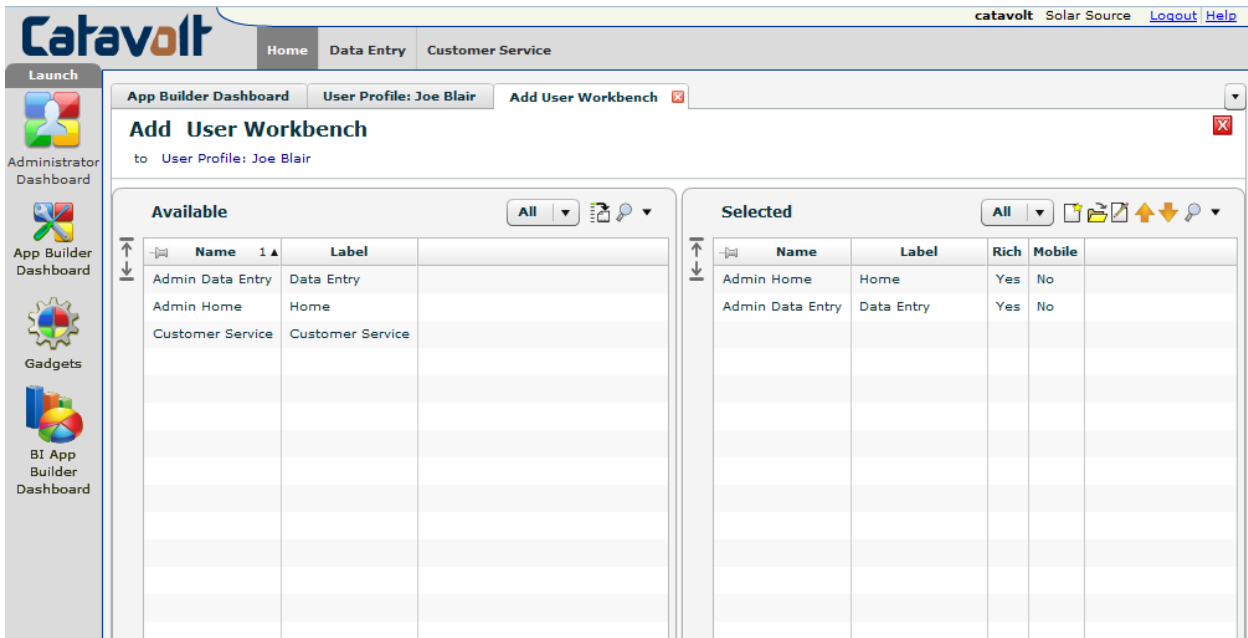 catavolt Solar Source Logout Help
Catavolt
Home Data Entry Customer Service
Launch
App Builder Dashboard User Profile: Joe Blair Add User Workbench
Add User Workbench
to User Profile: Joe Blair
Administrator
Dashboard
App Builder
Dashboard
Gadgets
BI App
Builder
Dashboard
Available All
Name 1 Label
Admin Data Entry Data Entry
Admin Home Home
Customer Service Customer Service
Selected All
Name Label Rich Mobile
Admin Home Home Yes No
Admin Data Entry Data Entry Yes No